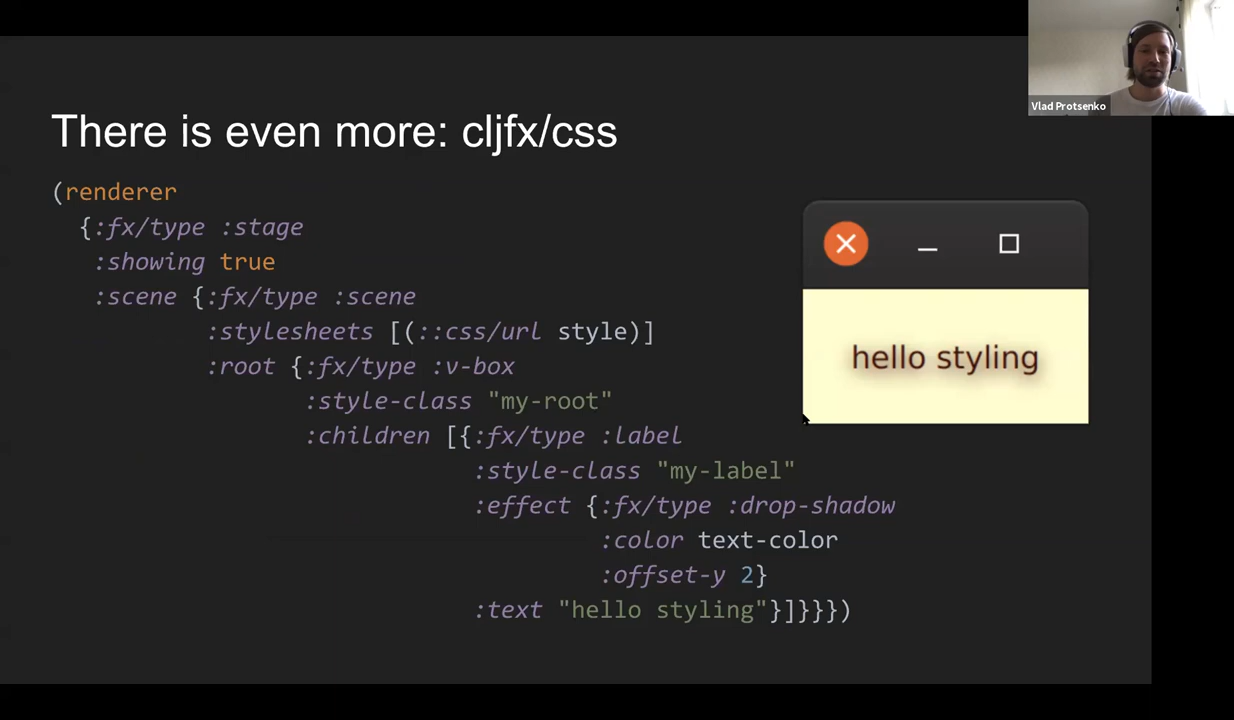 Vlad Protsenko
There is even more: cljfx/css
(renderer
{:fx/type :stage
:showing true
:scene {:fx/type :scene
:stylesheets [(::css/url style)]
:root {:fx/type :v-box
:style-class "my-root"
:children [{:fx/type :label
:style-class "my-label"
:effect {:fx/type :drop-shadow
:color text-color
:offset-y 2}
:text "hello styling"}]}}})
hello styling